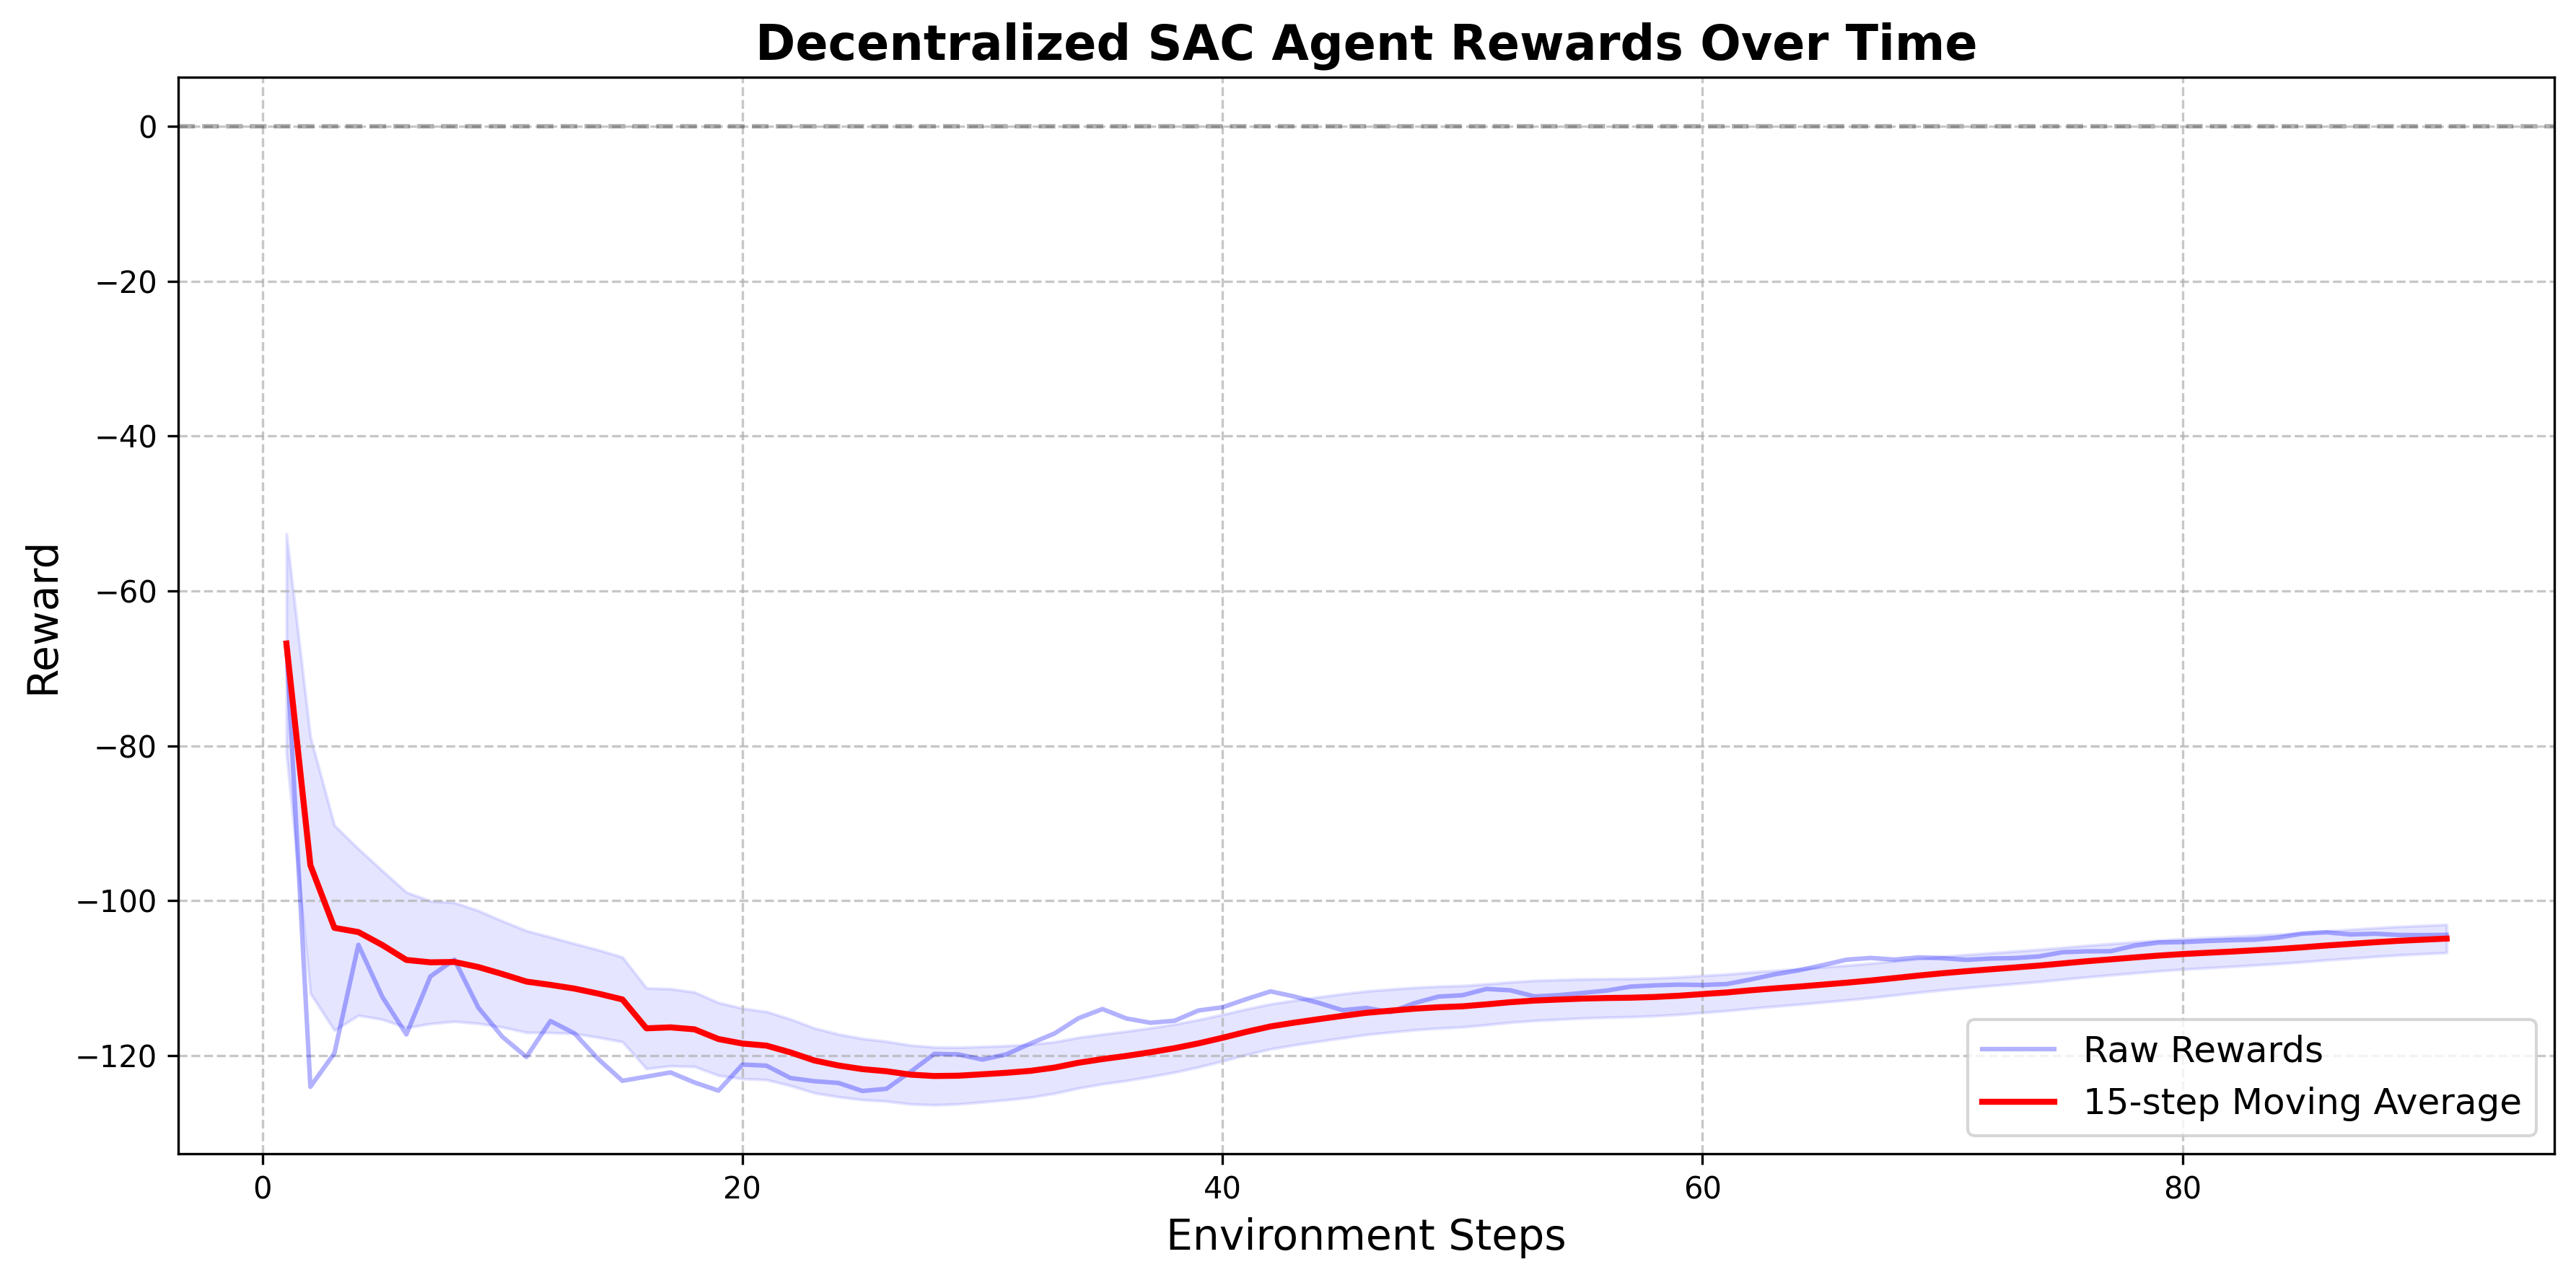 Decentralized SAC Agent Rewards Over Time
Reward
0
−20
−40
−60
−80
−100
−120
0 20 40 60 80
Environment Steps
Raw Rewards
15-step Moving Average